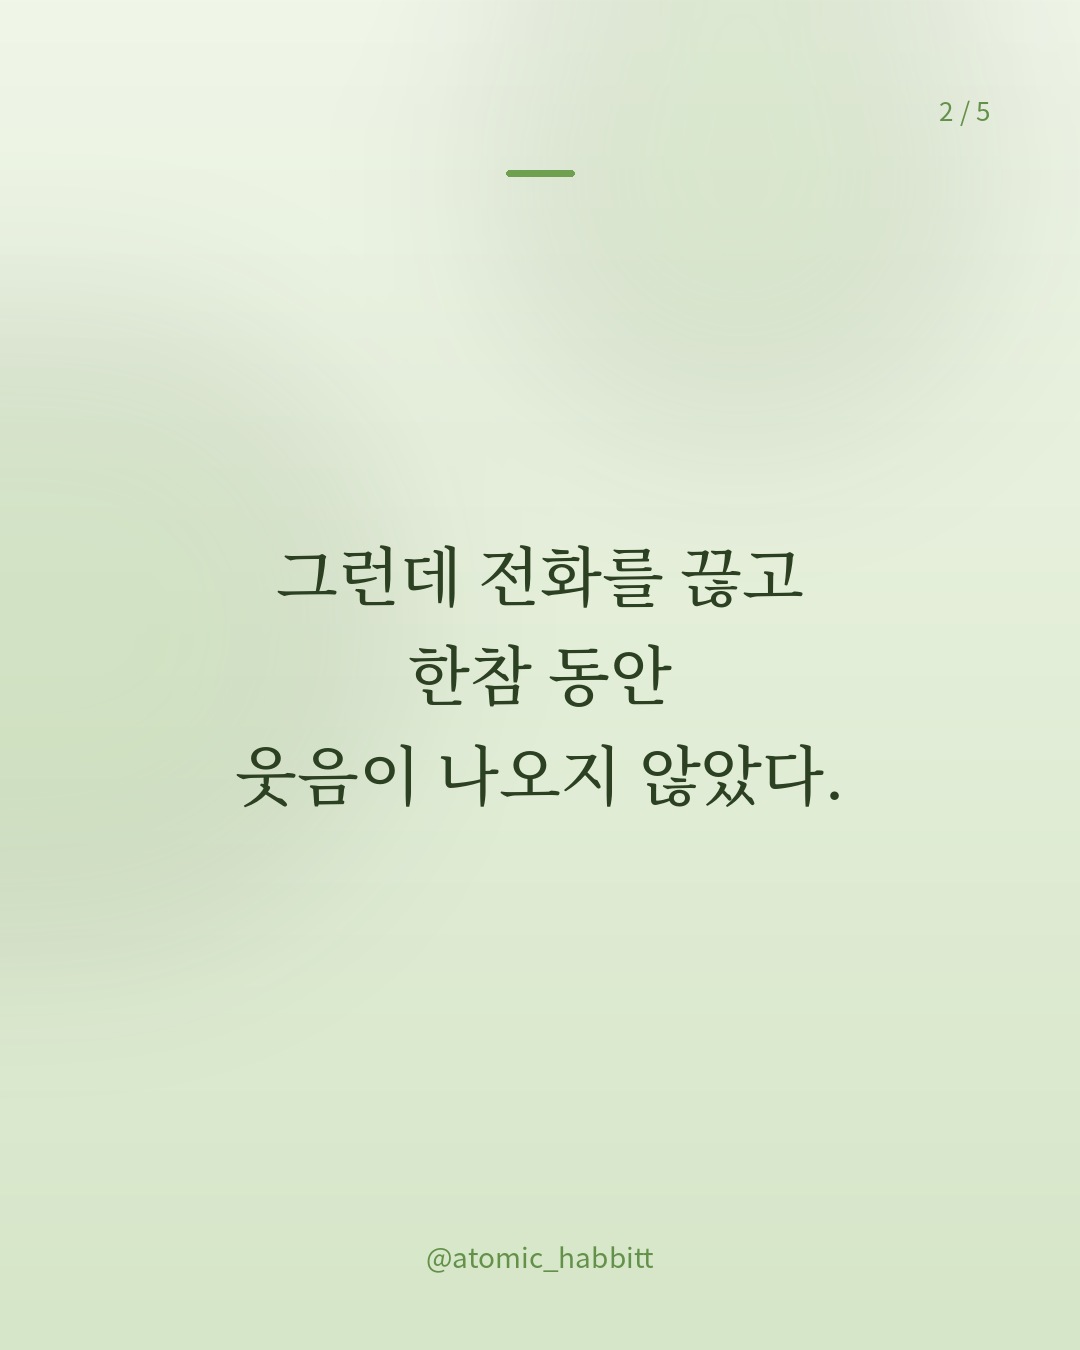 2 / 5
그런데 전화를 끊고
한참 동안
웃음이 나오지 않았다.
@atomic_habbitt